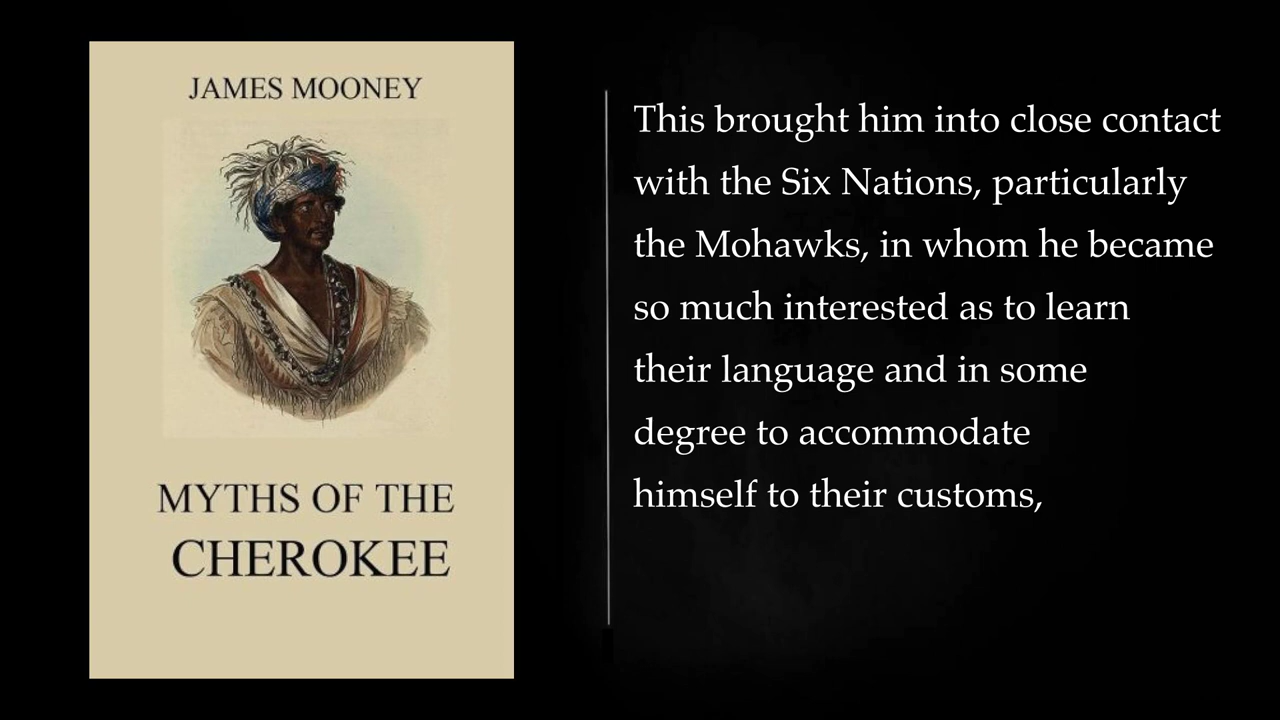 JAMES MOONEY
MYTHS OF THE
CHEROKEE
This brought him into close contact
with the Six Nations, particularly
the Mohawks, in whom he became
so much interested as to learn
their language and in some
degree to accommodate
himself to their customs,